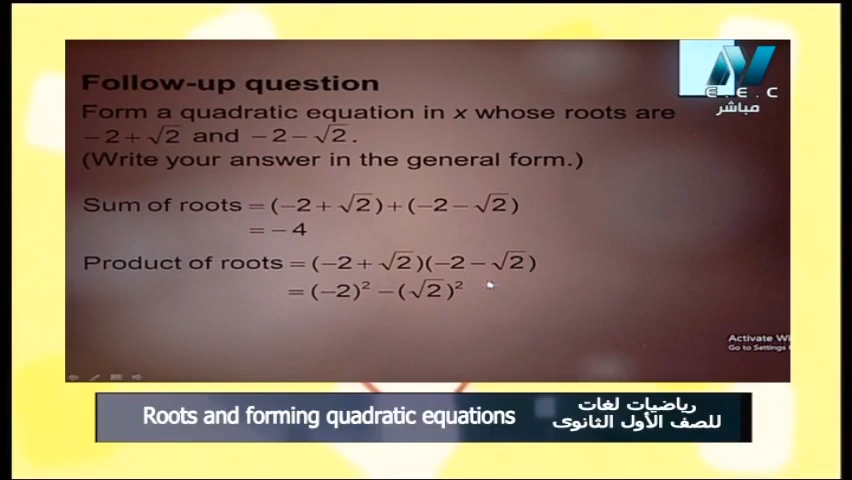 Follow-up question
Form a quadratic equation in x whose roots are
−2+√2 and −2−√2.
(Write your answer in the general form.)
Sum of roots =(−2+ √2)+(−2− √2)
=−4
Product of roots =(−2+ √2)(−2−√2)
= (−2)² −(√2)²
E.E.C
مباشر
Activate Wi
Go to Settings
Roots and forming quadratic equations
رياضيات لغات
للصف الأول الثانوى